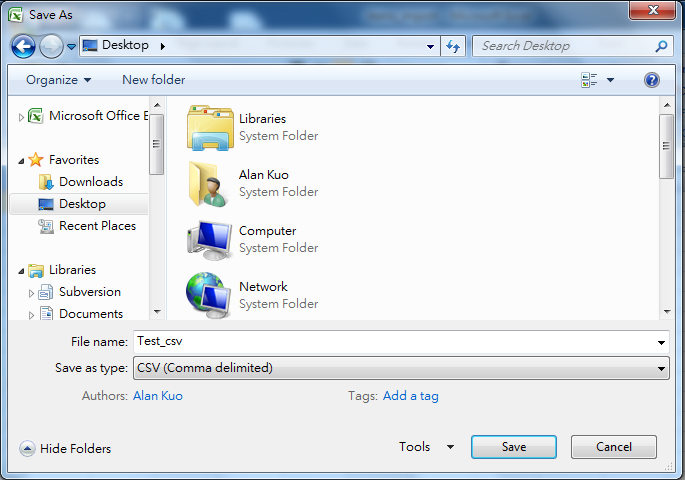 Save As
Desktop
Search Desktop
Organize
New folder
Microsoft Office E
Favorites
Downloads
Desktop
Recent Places
Libraries
Subversion
Documents
Libraries
System Folder
Alan Kuo
System Folder
Computer
System Folder
Network
System Folder
File name: Test_csv
Save as type: CSV (Comma delimited)
Authors: Alan Kuo
Tags: Add a tag
Hide Folders
Tools
Save
Cancel